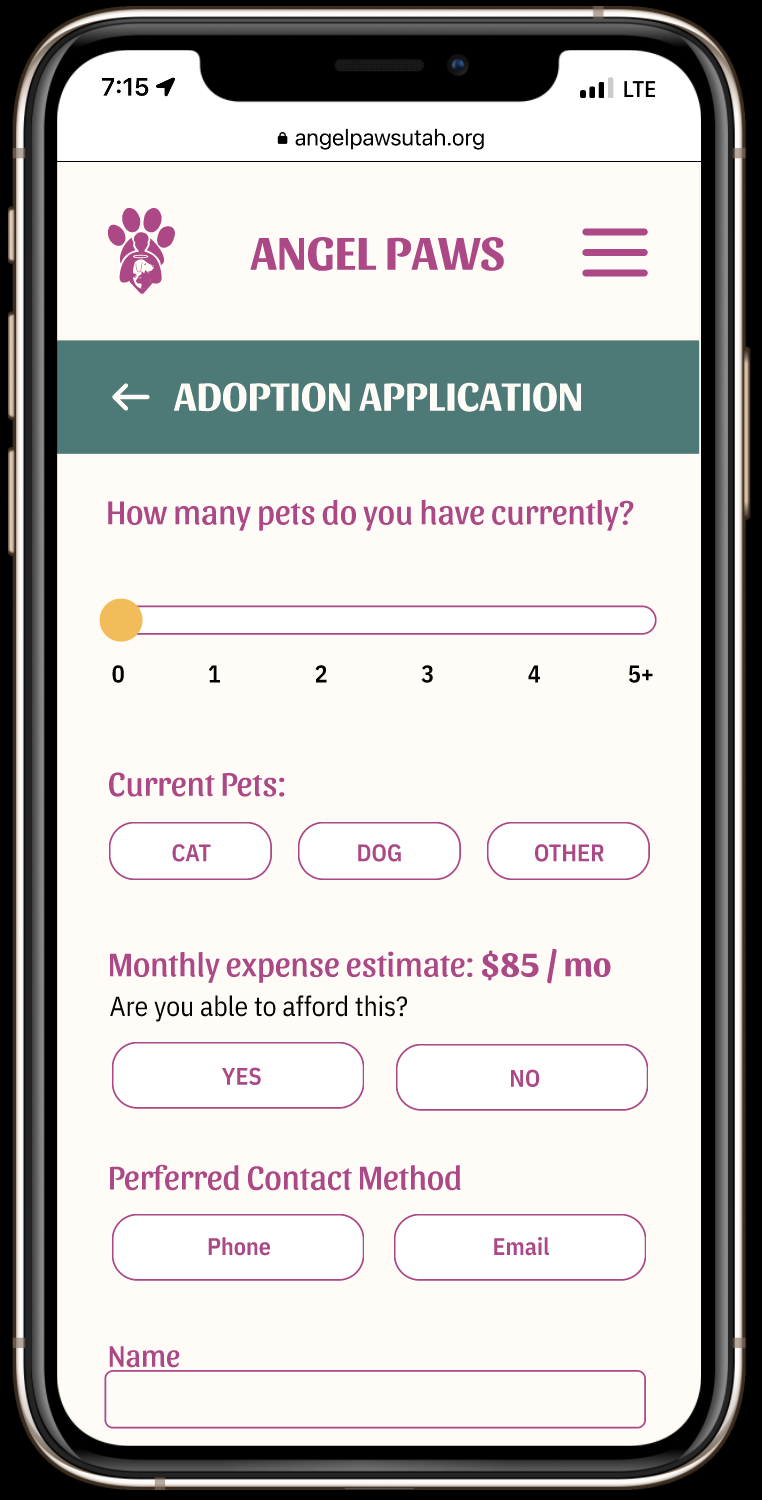 7:15 LTE
angelpawsutah.org
ANGEL PAWS
ADOPTION APPLICATION
How many pets do you have currently?
0 1 2 3 4 5+
Current Pets:
CAT DOG OTHER
Monthly expense estimate: $85 / mo
Are you able to afford this?
YES NO
Perferred Contact Method
Phone Email
Name